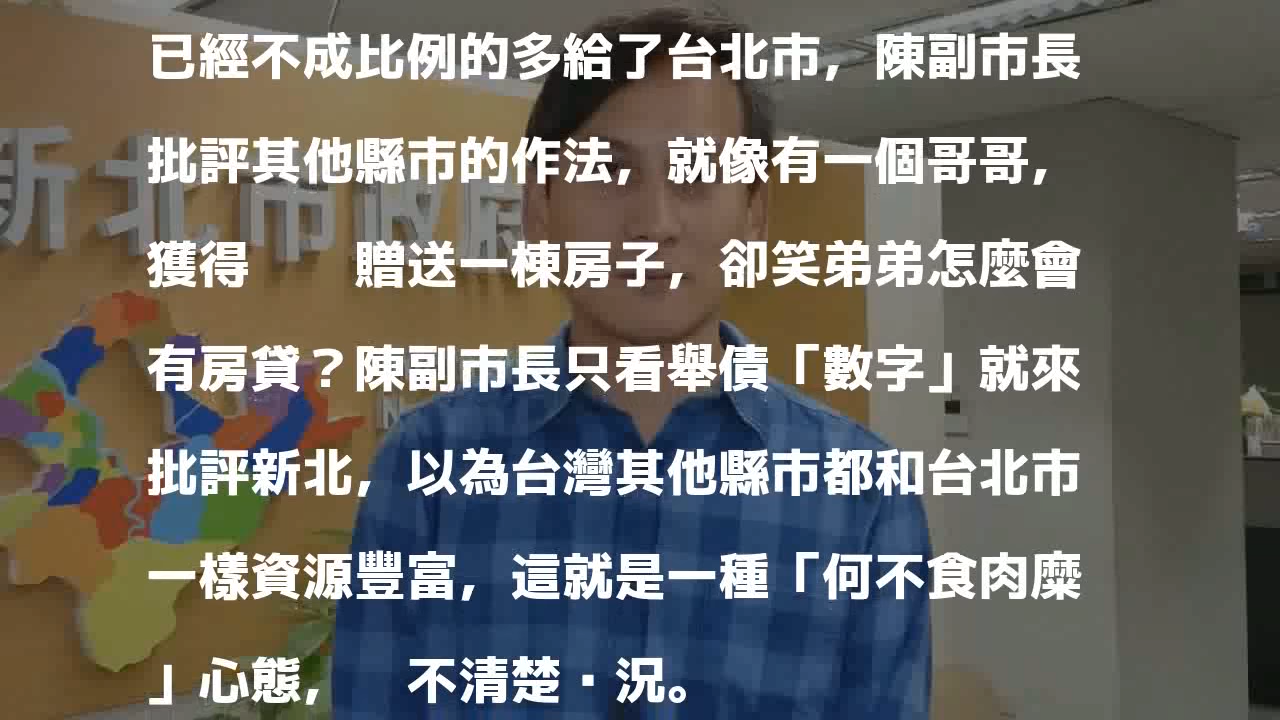 已經不成比例的多給了台北市，陳副市長
批評其他縣市的作法，就像有一個哥哥，
獲得　　贈送一棟房子，卻笑弟弟怎麼會
有房貸？陳副市長只看舉債「數字」就來
批評新北，以為台灣其他縣市都和台北市
一樣資源豐富，這就是一種「何不食肉糜
」心態，　不清楚．況。
新北市政府